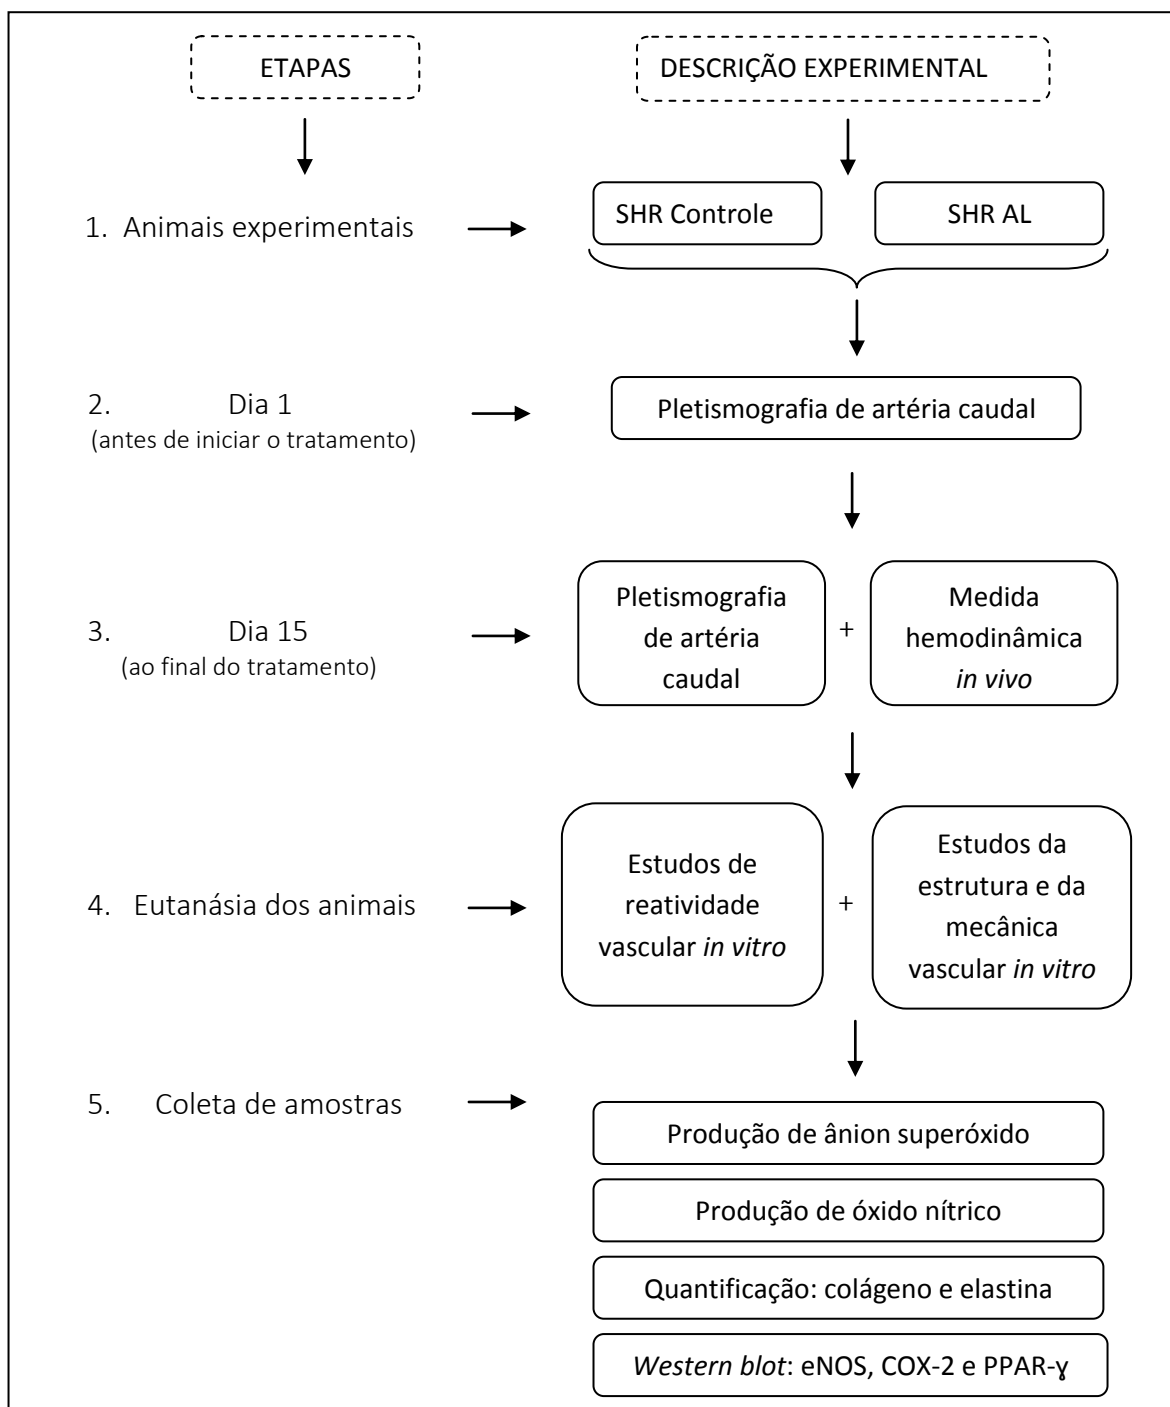 ETAPAS
DESCRIÇÃO EXPERIMENTAL
1. Animais experimentais
SHR Controle
SHR AL
2. Dia 1
(antes de iniciar o tratamento)
Pletismografia de artéria caudal
3. Dia 15
(ao final do tratamento)
Pletismografia
de artéria
caudal
+
Medida
hemodinâmica
in vivo
4. Eutanásia dos animais
Estudos de
reatividade
vascular in vitro
+
Estudos da
estrutura e da
mecânica
vascular in vitro
5. Coleta de amostras
Produção de ânion superóxido
Produção de óxido nítrico
Quantificação: colágeno e elastina
Western blot: eNOS, COX-2 e PPAR-ɣ